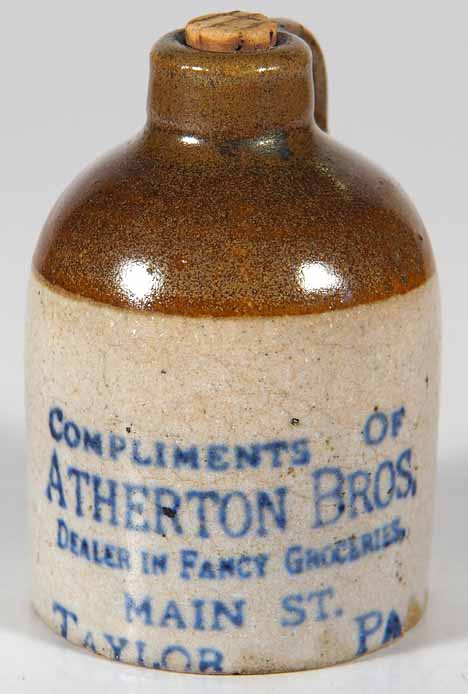 COMPLIMENTS OF
ATHERTON BROS.
DEALER IN FANCY GROCERIES,
MAIN ST.
TAYLOR PA